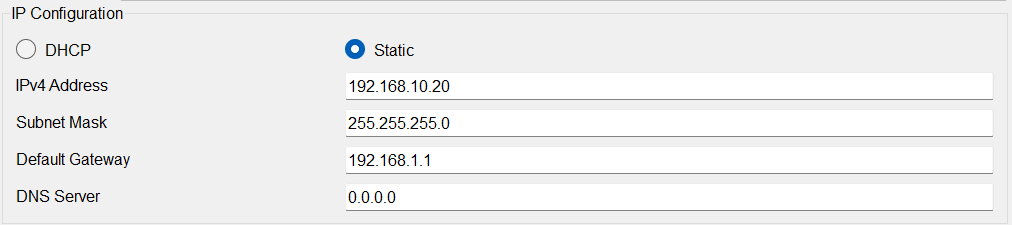 IP Configuration
DHCP Static
IPv4 Address 192.168.10.20
Subnet Mask 255.255.255.0
Default Gateway 192.168.1.1
DNS Server 0.0.0.0